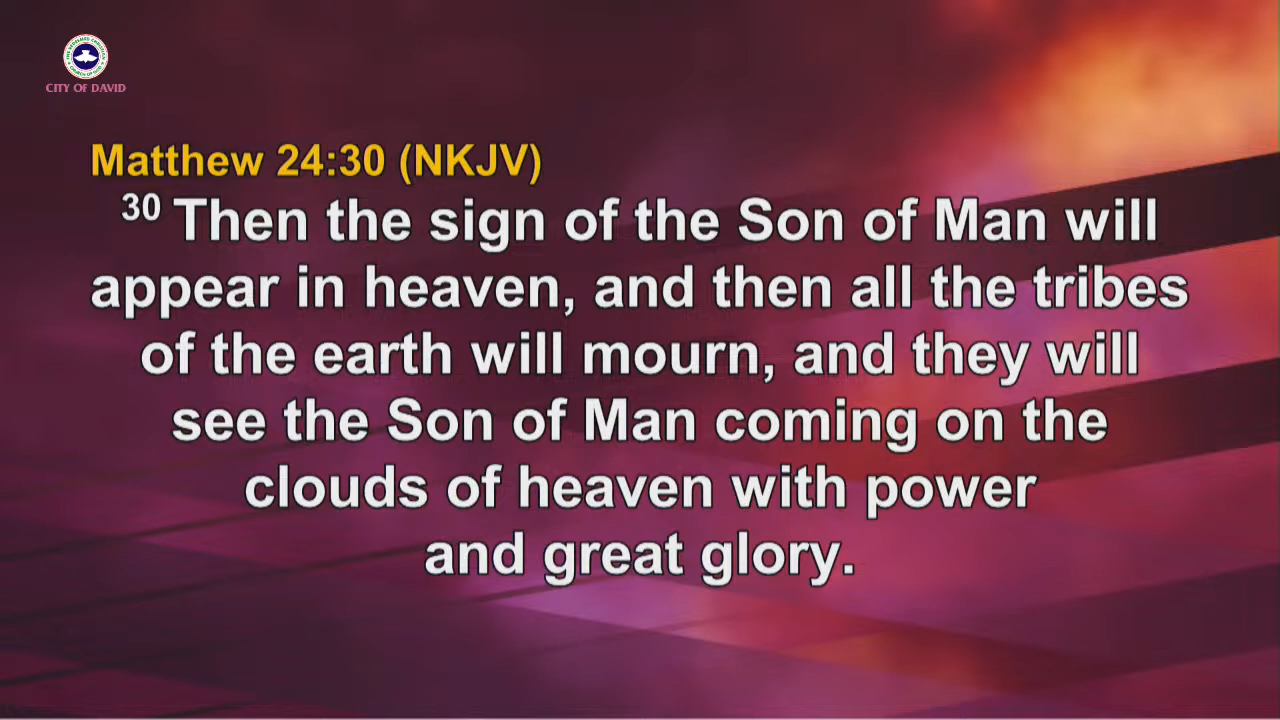 CITY OF DAVID
Matthew 24:30 (NKJV)
30 Then the sign of the Son of Man will
appear in heaven, and then all the tribes
of the earth will mourn, and they will
see the Son of Man coming on the
clouds of heaven with power
and great glory.